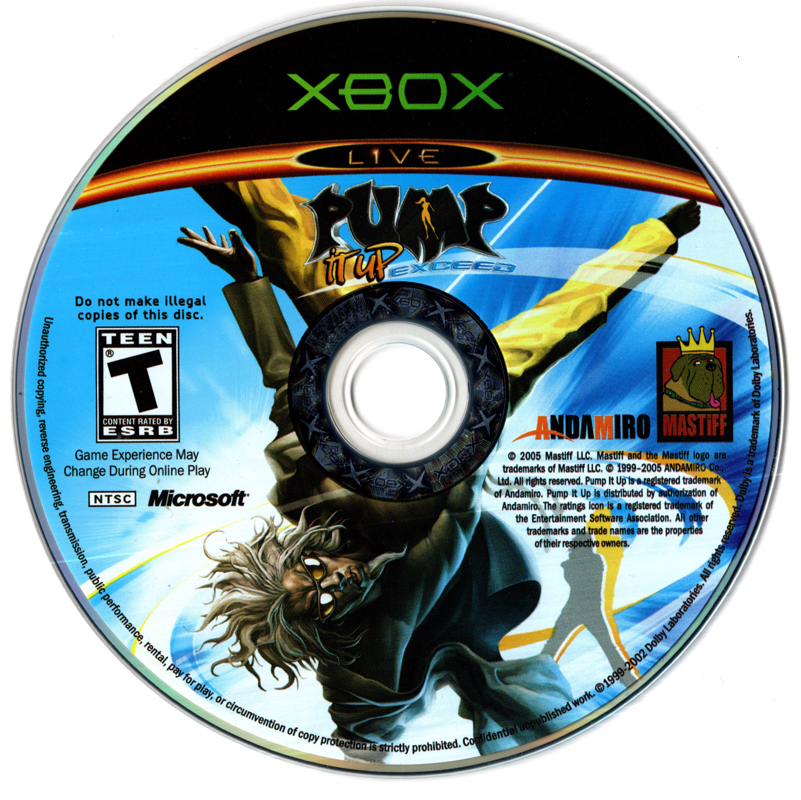 XBOX
LIVE
PUMP
iT uP EXCEED
Do not make illegal
copies of this disc.
TEEN
T®
CONTENT RATED BY
ESRB
Game Experience May
Change During Online Play
NTSC Microsoft®
ANDAMIRO
MASTiFF
© 2005 Mastiff LLC. Mastiff and the Mastiff logo are
trademarks of Mastiff LLC. © 1999-2005 ANDAMIRO Co.,
Ltd. All rights reserved. Pump It Up is a registered trademark
of Andamiro. Pump It Up is distributed by authorization of
Andamiro. The ratings icon is a registered trademark of
the Entertainment Software Association. All other
trademarks and trade names are the properties
of their respective owners.
Unauthorized copying, reverse engineering, transmission, public performance, rental, pay for play, or circumvention of copy protection is strictly prohibited. Confidential unpublished work. © 1999-2002 Dolby Laboratories. All rights reserved. Dolby is a trademark of Dolby Laboratories.